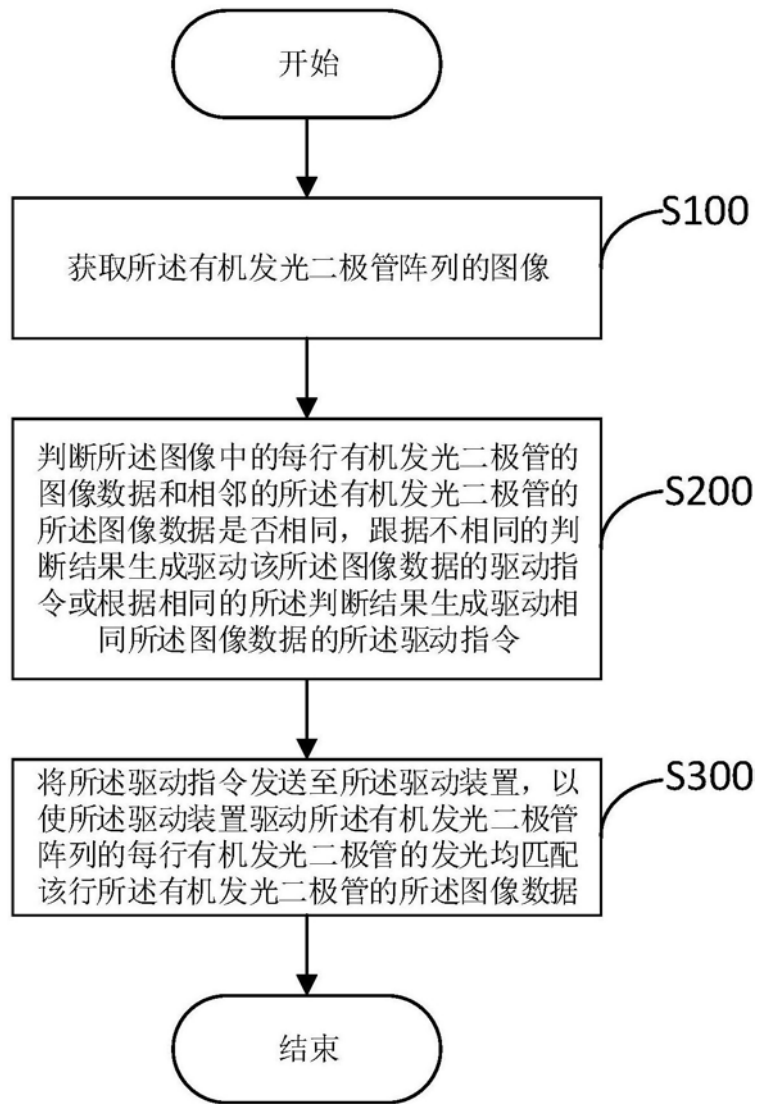 开始
S100
获取所述有机发光二极管阵列的图像
判断所述图像中的每行有机发光二极管的
S200
图像数据和相邻的所述有机发光二极管的
所述图像数据是否相同，跟据不相同的判
断结果生成驱动该所述图像数据的驱动指
令或根据相同的所述判断结果生成驱动相
同所述图像数据的所述驱动指令
S300
将所述驱动指令发送至所述驱动装置，以
使所述驱动装置驱动所述有机发光二极管
阵列的每行有机发光二极管的发光均匹配
该行所述有机发光二极管的所述图像数据
结束